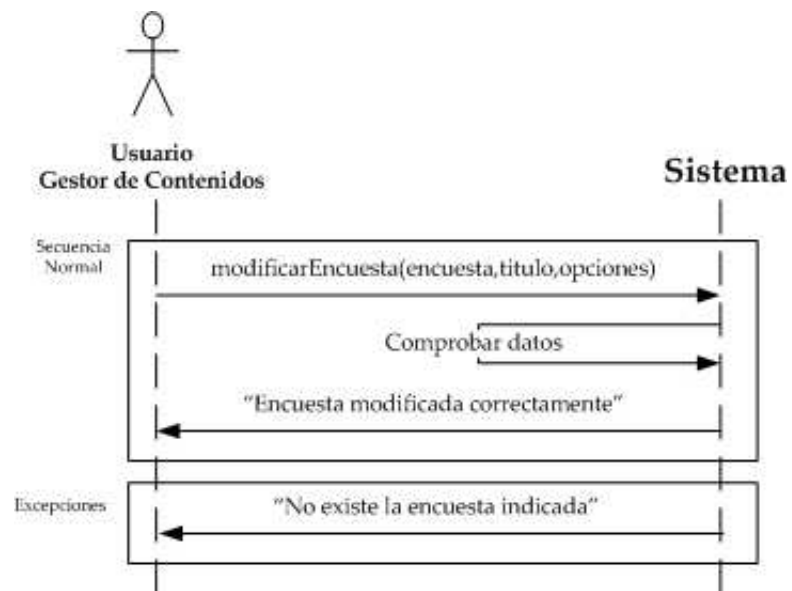 Usuario
Gestor de Contenidos
Sistema
Secuencia
Normal
modificarEncuesta(encuesta,titulo,opciones)
Comprobar datos
"Encuesta modificada correctamente"
Excepciones
"No existe la encuesta indicada"